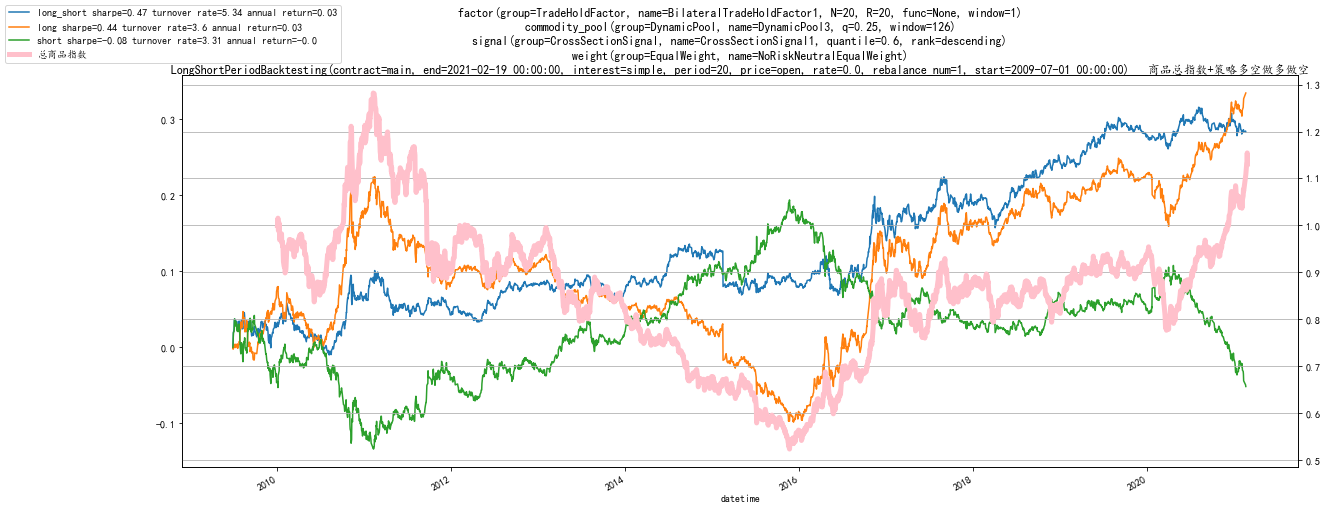 long_short sharpe=0.47 turnover rate=5.34 annual return=0.03
long sharpe=0.44 turnover rate=3.6 annual return=0.03
short sharpe=-0.08 turnover rate=3.31 annual return=-0.0
总商品指数
factor(group=TradeHoldFactor, name=BilateralTradeHoldFactor1, N=20, R=20, func=None, window=1)
commodity_pool(group=DynamicPool, name=DynamicPool3, q=0.25, window=126)
signal(group=CrossSectionSignal, name=CrossSectionSignal1, quantile=0.6, rank=descending)
weight(group=EqualWeight, name=NoRiskNeutralEqualWeight)
LongShortPeriodBacktesting(contract=main, end=2021-02-19 00:00:00, interest=simple, period=20, price=open, rate=0.0, rebalance_num=1, start=2009-07-01 00:00:00) 商品总指数+策略多空做多做空
0.3
0.2
0.1
0.0
-0.1
1.3
1.2
1.1
1.0
0.9
0.8
0.7
0.6
0.5
2010
2012
2014
2016
2018
2020
datetime